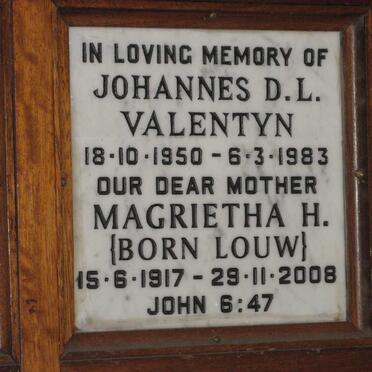 IN LOVING MEMORY OF
JOHANNES D.L.
VALENTYN
18·10·1950 – 6·3·1983
OUR DEAR MOTHER
MAGRIETHA H.
{BORN LOUW}
15·6·1917 – 29·11·2008
JOHN 6:47